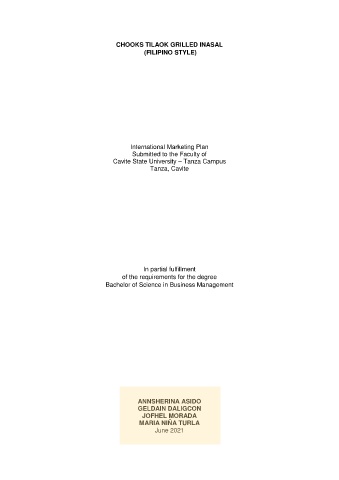 CHOOKS TILAOK GRILLED INASAL
(FILIPINO STYLE)
International Marketing Plan
Submitted to the Faculty of
Cavite State University – Tanza Campus
Tanza, Cavite
In partial fulfillment
of the requirements for the degree
Bachelor of Science in Business Management
ANNSHERINA ASIDO
GELDAIN DALIGCON
JOFHEL MORADA
MARIA NIÑA TURLA
June 2021